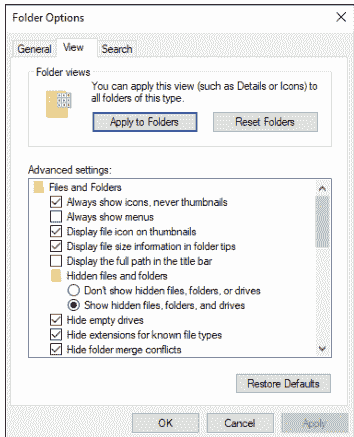 Folder Options
General View Search
Folder views
You can apply this view (such as Details or Icons) to
all folders of this type.
Apply to Folders Reset Folders
Advanced settings:
Files and Folders
Always show icons, never thumbnails
Always show menus
Display file icon on thumbnails
Display file size information in folder tips
Display the full path in the title bar
Hidden files and folders
Don't show hidden files, folders, or drives
Show hidden files, folders, and drives
Hide empty drives
Hide extensions for known file types
Hide folder merge conflicts
Restore Defaults
OK Cancel Apply